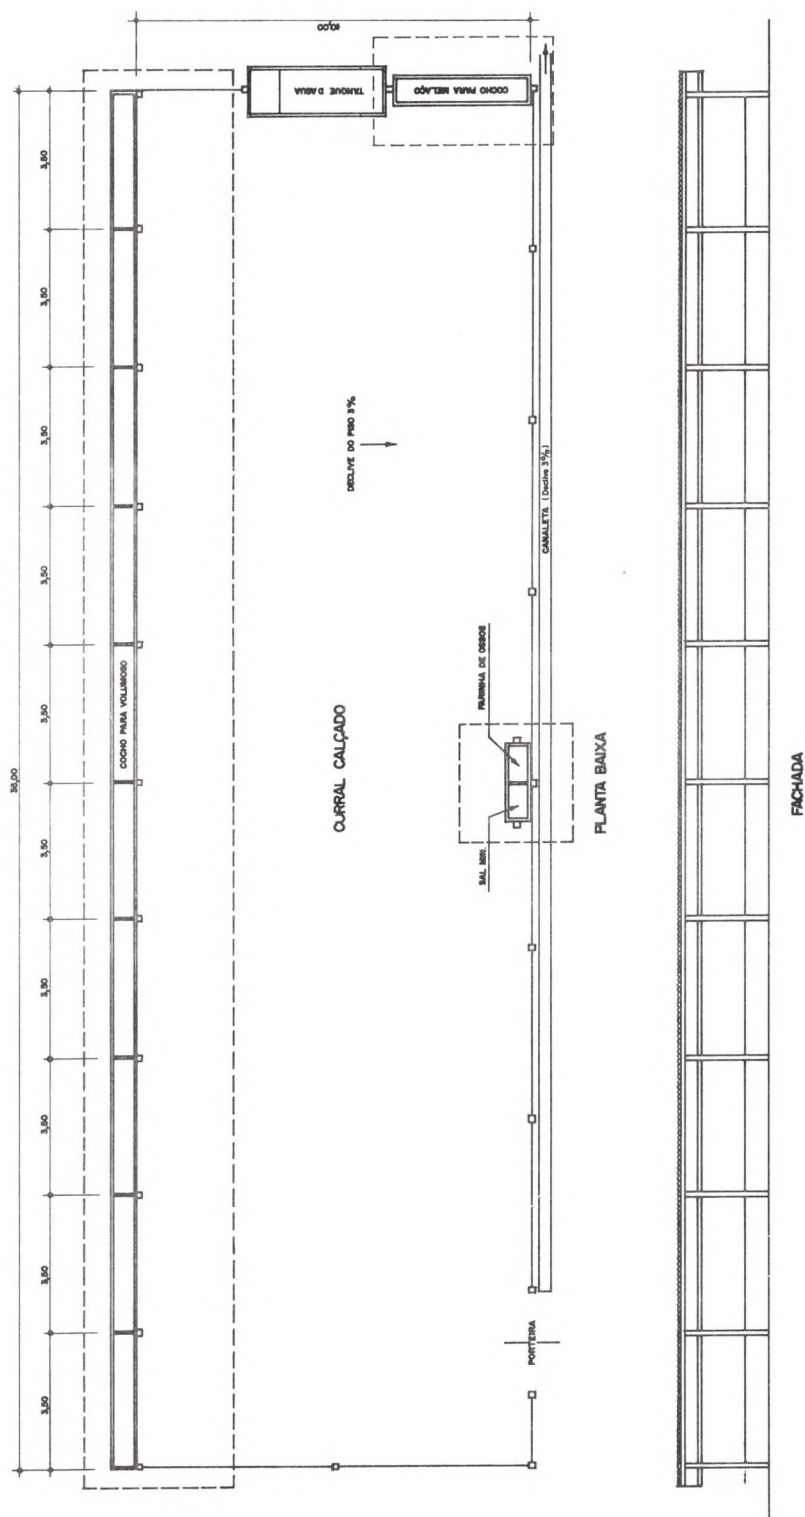 35,00
3,50
3,50
3,50
3,50
3,50
3,50
3,50
3,50
3,50
3,50
COCHO PARA VOLUMOSO
10,00
TANQUE D'AGUA
COCHO PARA MELAÇO
CURRAL CALÇADO
DECLIVE DO PISO 3%
SAL MIN.
FARINHA DE OSSOS
PORTEIRA
CANALETA (Declive 3%)
PLANTA BAIXA
FACHADA